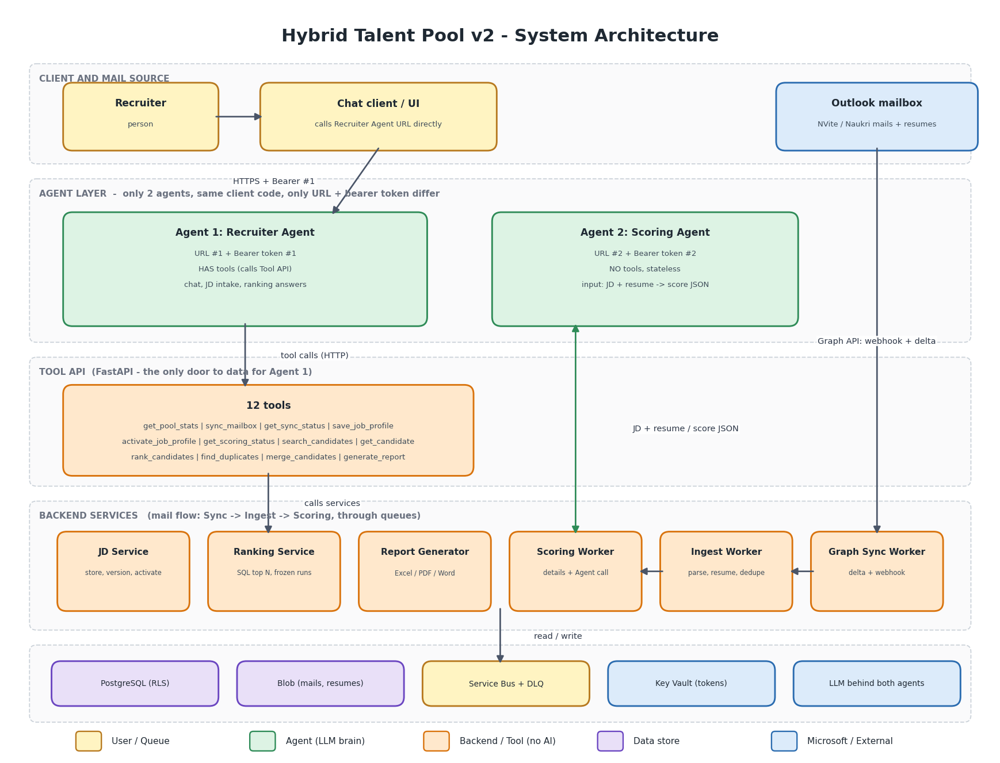 Hybrid Talent Pool v2 - System Architecture
CLIENT AND MAIL SOURCE
Recruiter
person
Chat client / UI
calls Recruiter Agent URL directly
Outlook mailbox
NVite / Naukri mails + resumes
HTTPS + Bearer #1
AGENT LAYER  -  only 2 agents, same client code, only URL + bearer token differ
Agent 1: Recruiter Agent
URL #1 + Bearer token #1
HAS tools (calls Tool API)
chat, JD intake, ranking answers
Agent 2: Scoring Agent
URL #2 + Bearer token #2
NO tools, stateless
input: JD + resume -> score JSON
Graph API: webhook + delta
tool calls (HTTP)
TOOL API  (FastAPI - the only door to data for Agent 1)
12 tools
get_pool_stats | sync_mailbox | get_sync_status | save_job_profile
activate_job_profile | get_scoring_status | search_candidates | get_candidate
rank_candidates | find_duplicates | merge_candidates | generate_report
JD + resume / score JSON
calls services
BACKEND SERVICES   (mail flow: Sync -> Ingest -> Scoring, through queues)
JD Service
store, version, activate
Ranking Service
SQL top N, frozen runs
Report Generator
Excel / PDF / Word
Scoring Worker
details + Agent call
Ingest Worker
parse, resume, dedupe
Graph Sync Worker
delta + webhook
read / write
PostgreSQL (RLS)
Blob (mails, resumes)
Service Bus + DLQ
Key Vault (tokens)
LLM behind both agents
User / Queue
Agent (LLM brain)
Backend / Tool (no AI)
Data store
Microsoft / External